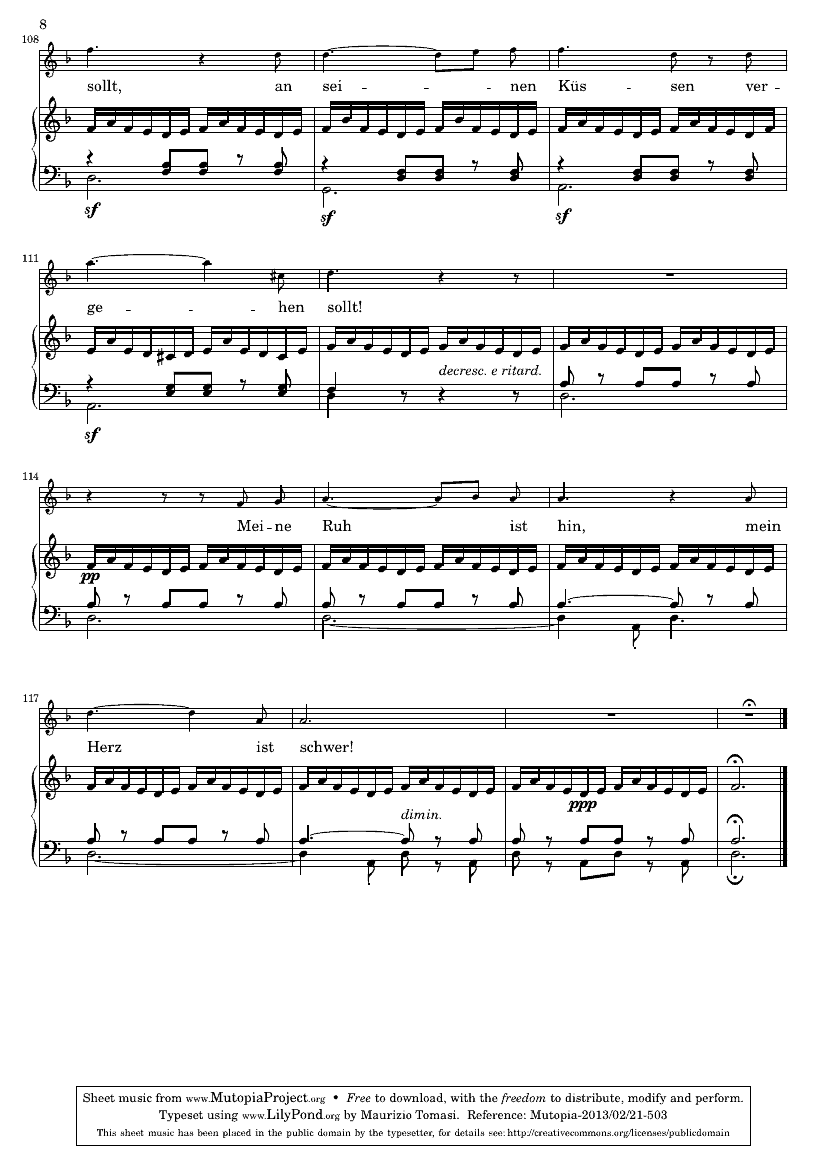 8
108
sollt, an sei - - - nen Küs - sen ver -
sf sf sf
111
ge - - - hen sollt!
decresc. e ritard.
sf
114
Mei - ne Ruh ist hin, mein
pp
117
Herz ist schwer!
ppp
dimin.
Sheet music from www.MutopiaProject.org • Free to download, with the freedom to distribute, modify and perform.
Typeset using www.LilyPond.org by Maurizio Tomasi. Reference: Mutopia-2013/02/21-503
This sheet music has been placed in the public domain by the typesetter, for details see: http://creativecommons.org/licenses/publicdomain